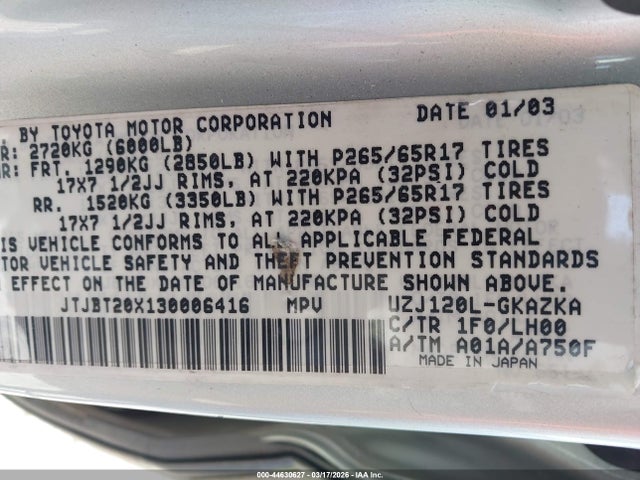 . BY TOYOTA MOTOR CORPORATION DATE 01/03
R: 2720KG (6000LB)
R: FRT. 1290KG (2850LB) WITH P265/65R17 TIRES
17X7 1/2JJ RIMS, AT 220KPA (32PSI) COLD
RR. 1520KG (3350LB) WITH P265/65R17 TIRES
17X7 1/2JJ RIMS, AT 220KPA (32PSI) COLD
IS VEHICLE CONFORMS TO ALL APPLICABLE FEDERAL
TOR VEHICLE SAFETY AND THEFT PREVENTION STANDARDS
N EFFECT ON THE DATE OF MANUFACTURE SHOWN ABOVE.
JTJBT20X130006416 MPV UZJ120L-GKAZKA
C/TR 1F0/LH00
A/TM A01A/A750F
MADE IN JAPAN
000-44630627 - 03/17/2026 - Copyright IAA, Inc.